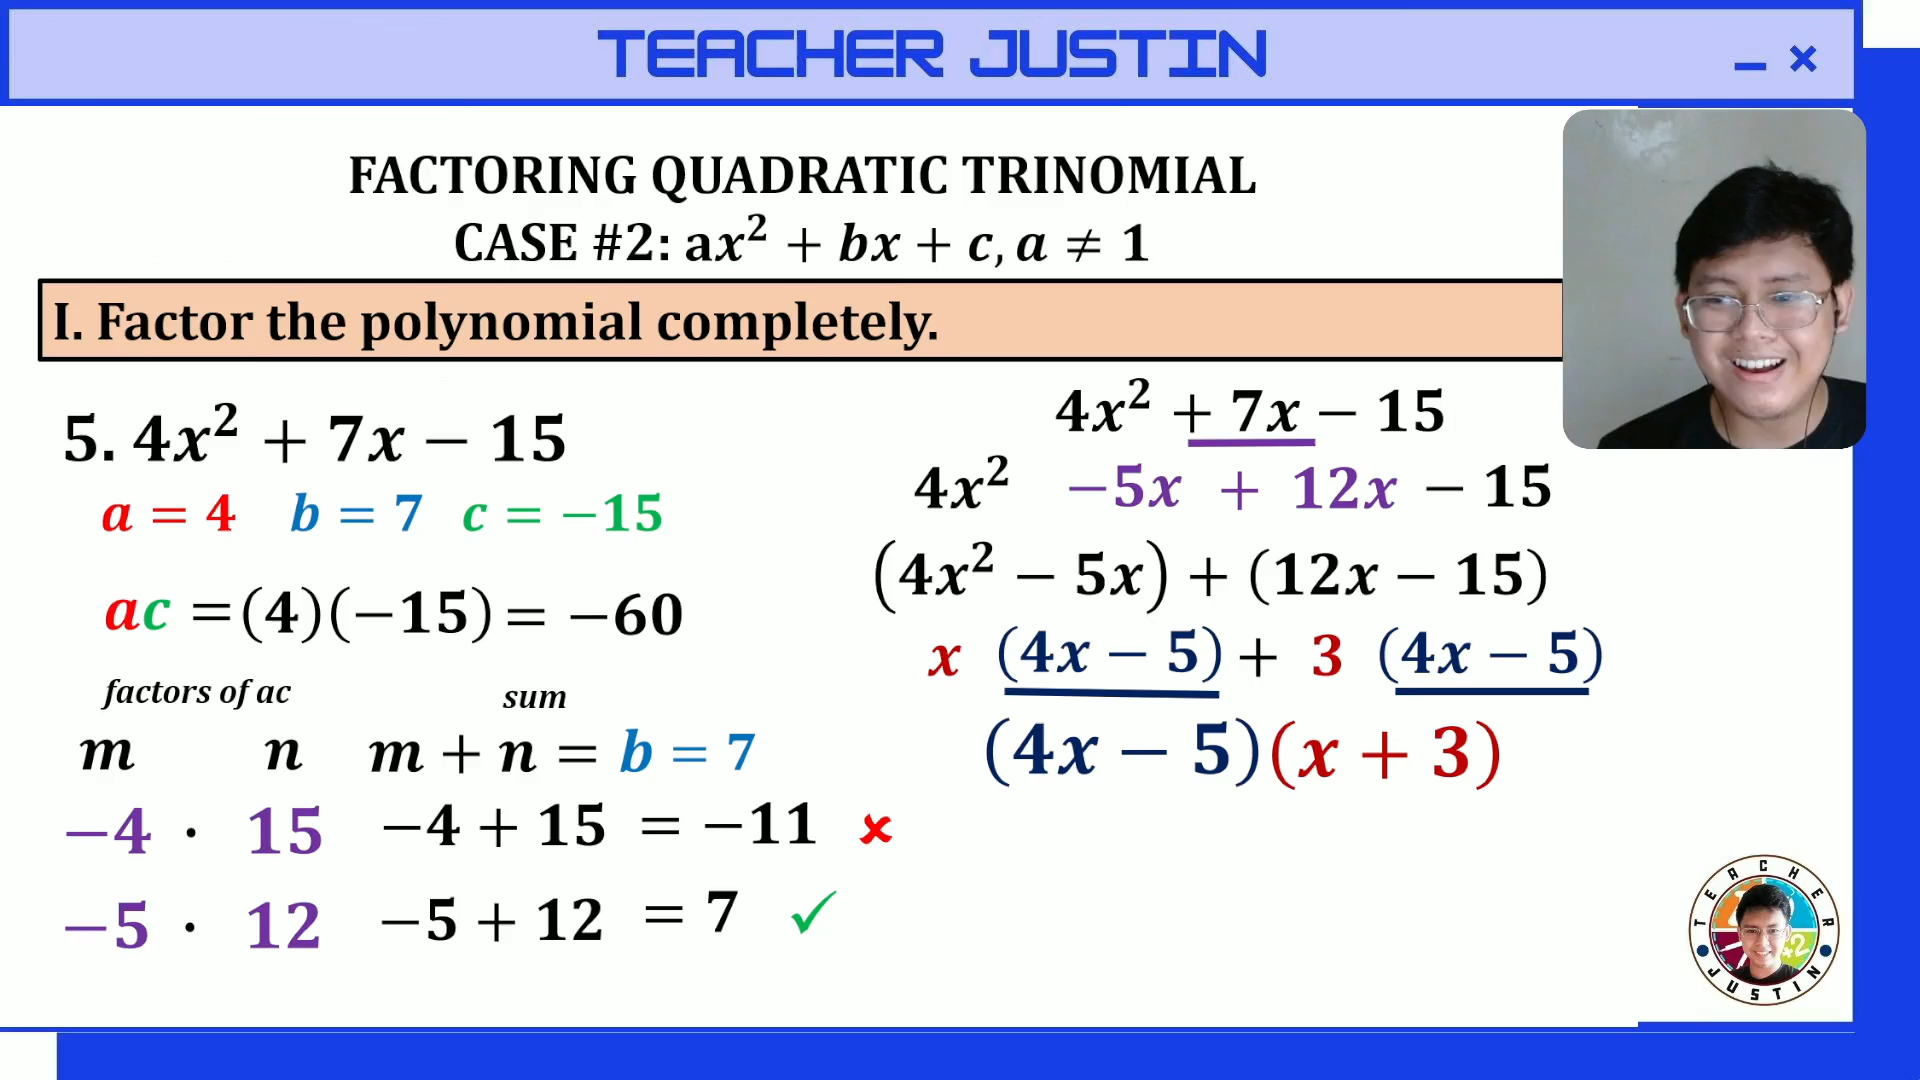 TEACHER JUSTIN
FACTORING QUADRATIC TRINOMIAL
CASE #2: ax² + bx + c, a ≠ 1
I. Factor the polynomial completely.
5. 4x² + 7x − 15
a = 4 b = 7 c = −15
ac = (4)(−15) = −60
factors of ac sum
m n m + n = b = 7
−4 · 15 −4 + 15 = −11 ✘
−5 · 12 −5 + 12 = 7 ✓
4x² + 7x − 15
4x² −5x + 12x − 15
(4x² − 5x) + (12x − 15)
x (4x − 5) + 3 (4x − 5)
(4x − 5)(x + 3)
TEACHER
JUSTIN